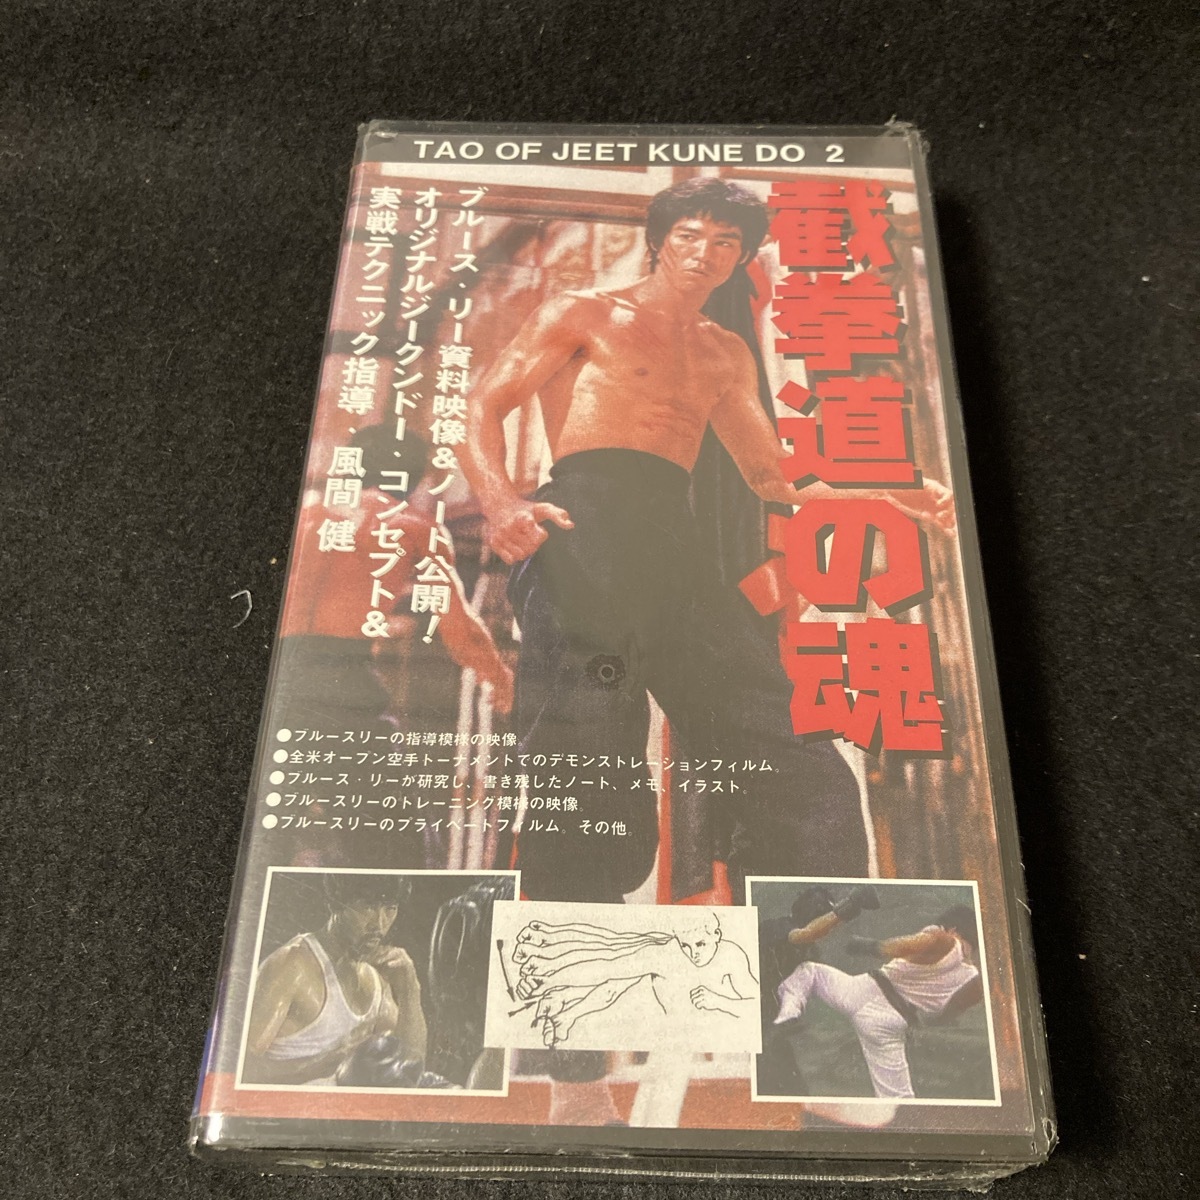 TAO OF JEET KUNE DO 2
截拳道の魂
ブルース・リー資料映像&ノート公開!
オリジナルジークンドー・コンセプト&
実戦テクニック指導・風間 健
●ブルースリーの指導模様の映像
●全米オープン空手トーナメントでのデモンストレーションフィルム。
●ブルース・リーが研究し、書き残したノート、メモ、イラスト。
●ブルースリーのトレーニング模様の映像。
●ブルースリーのプライベートフィルム。その他。